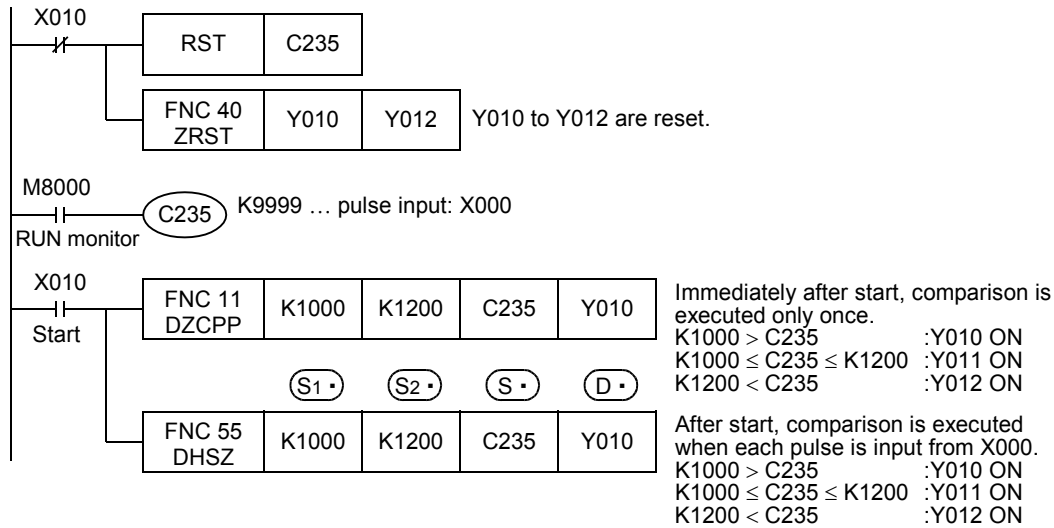 X010
RST C235
FNC 40
ZRST Y010 Y012 Y010 to Y012 are reset.
M8000
C235 K9999 … pulse input: X000
RUN monitor
X010
Start
FNC 11
DZCPP K1000 K1200 C235 Y010
Immediately after start, comparison is
executed only once.
K1000 > C235 :Y010 ON
K1000 ≤ C235 ≤ K1200 :Y011 ON
K1200 < C235 :Y012 ON
S1 · S2 · S · D ·
FNC 55
DHSZ K1000 K1200 C235 Y010
After start, comparison is executed
when each pulse is input from X000.
K1000 > C235 :Y010 ON
K1000 ≤ C235 ≤ K1200 :Y011 ON
K1200 < C235 :Y012 ON